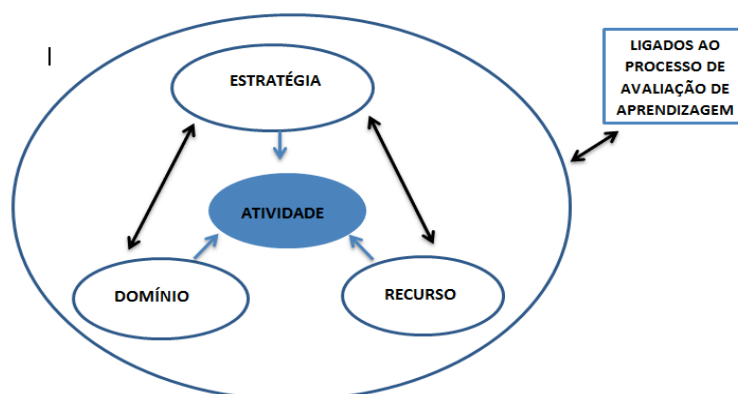 LIGADOS AO
PROCESSO DE
AVALIAÇÃO DE
APRENDIZAGEM
ESTRATÉGIA
ATIVIDADE
DOMÍNIO
RECURSO